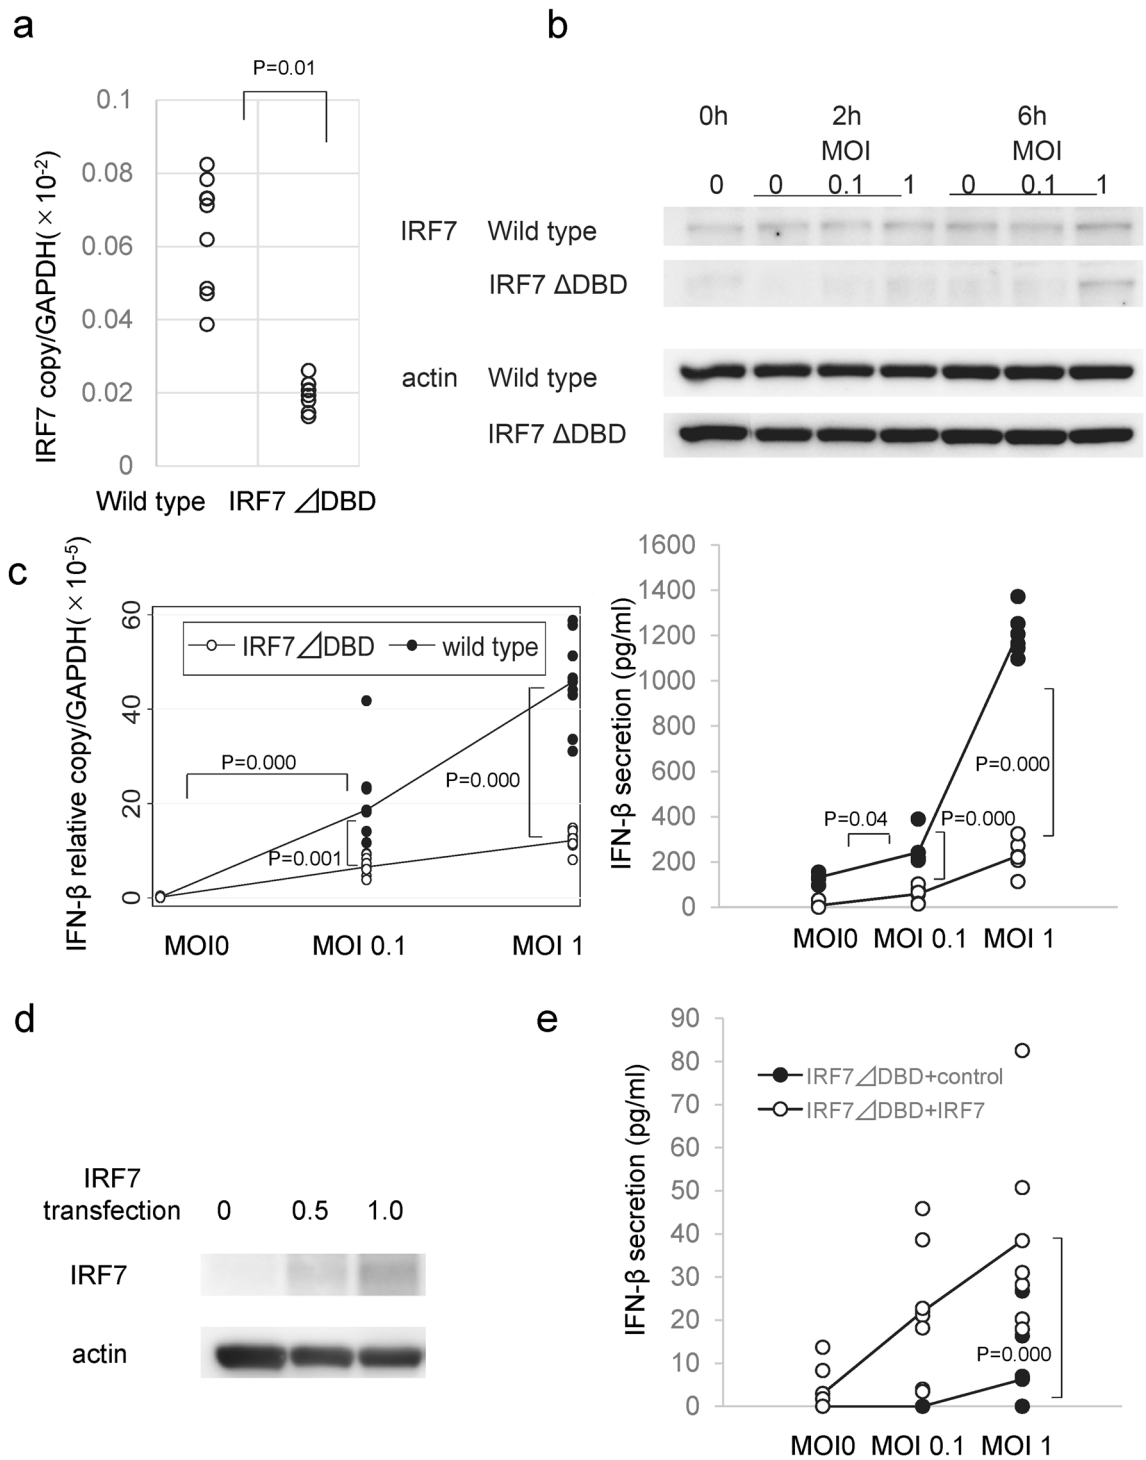 a
P=0.01
IRF7 copy/GAPDH(×10-2)
0.1
0.08
0.06
0.04
0.02
0
Wild type IRF7 ⊿DBD
b
0h 2h 6h
MOI MOI
0 0 0.1 1 0 0.1 1
IRF7 Wild type
IRF7 ΔDBD
actin Wild type
IRF7 ΔDBD
c
IFN-β relative copy/GAPDH(×10-5)
60
40
20
0
IRF7⊿DBD wild type
P=0.000
P=0.000
P=0.001
MOI0 MOI 0.1 MOI 1
IFN-β secretion (pg/ml)
1600
1400
1200
1000
800
600
400
200
0
P=0.000
P=0.04 P=0.000
MOI0 MOI 0.1 MOI 1
d
IRF7
transfection 0 0.5 1.0
IRF7
actin
e
IFN-β secretion (pg/ml)
90
80
70
60
50
40
30
20
10
0
IRF7⊿DBD+control
IRF7⊿DBD+IRF7
P=0.000
MOI0 MOI 0.1 MOI 1